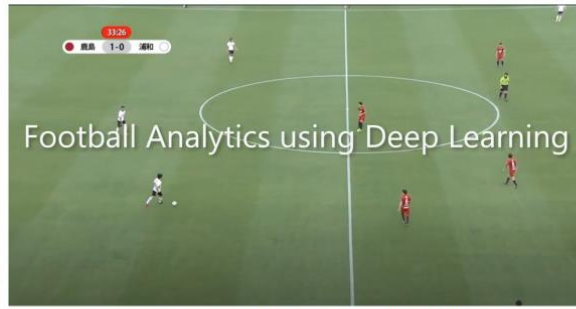 33:26
鹿島 1-0 浦和
Football Analytics using Deep Learning